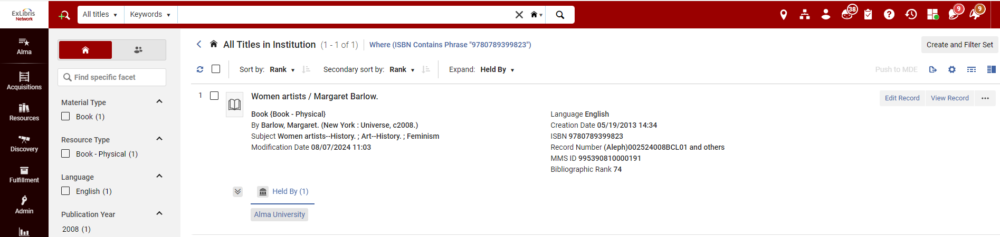 ExLibris
Network
All titles
Keywords
38
9
9
Alma
Acquisitions
Resources
Discovery
Fulfillment
Admin
Find specific facet
Material Type
Book (1)
Resource Type
Book - Physical (1)
Language
English (1)
Publication Year
2008 (1)
All Titles in Institution (1 - 1 of 1) Where (ISBN Contains Phrase "9780789399823")
Create and Filter Set
Sort by: Rank Secondary sort by: Rank Expand: Held By
Push to MDE
1
Women artists / Margaret Barlow.
Edit Record View Record
Book {Book - Physical}
By Barlow, Margaret. (New York : Universe, c2008.)
Subject Women artists--History. ; Art--History. ; Feminism
Modification Date 08/07/2024 11:03
Language English
Creation Date 05/19/2013 14:34
ISBN 9780789399823
Record Number (Aleph)002524008BCL01 and others
MMS ID 995390810000191
Bibliographic Rank 74
Held By (1)
Alma University